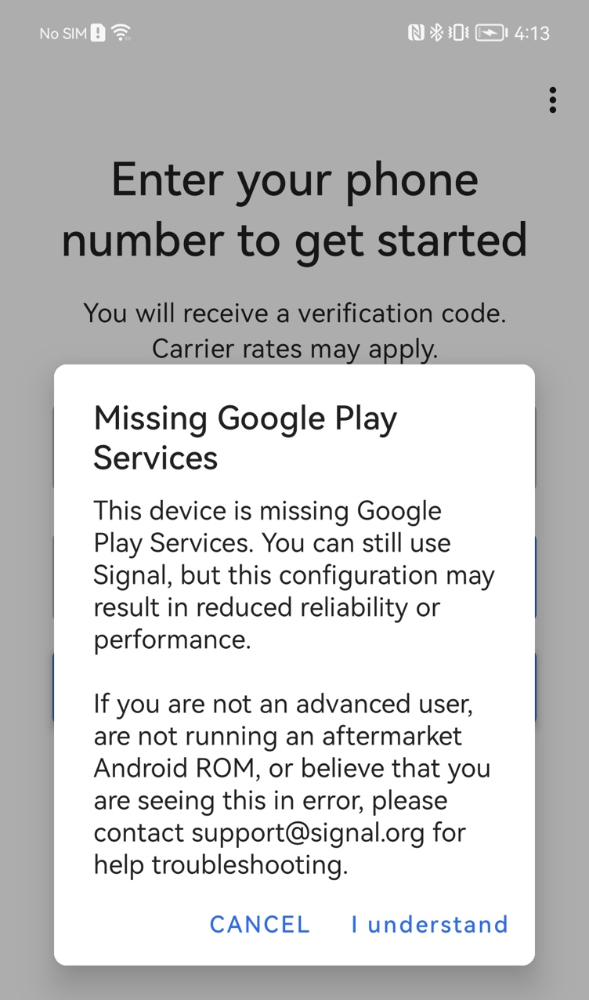 No SIM 4:13
Enter your phone
number to get started
You will receive a verification code.
Carrier rates may apply.
Missing Google Play
Services
This device is missing Google
Play Services. You can still use
Signal, but this configuration may
result in reduced reliability or
performance.
If you are not an advanced user,
are not running an aftermarket
Android ROM, or believe that you
are seeing this in error, please
contact support@signal.org for
help troubleshooting.
CANCEL I understand